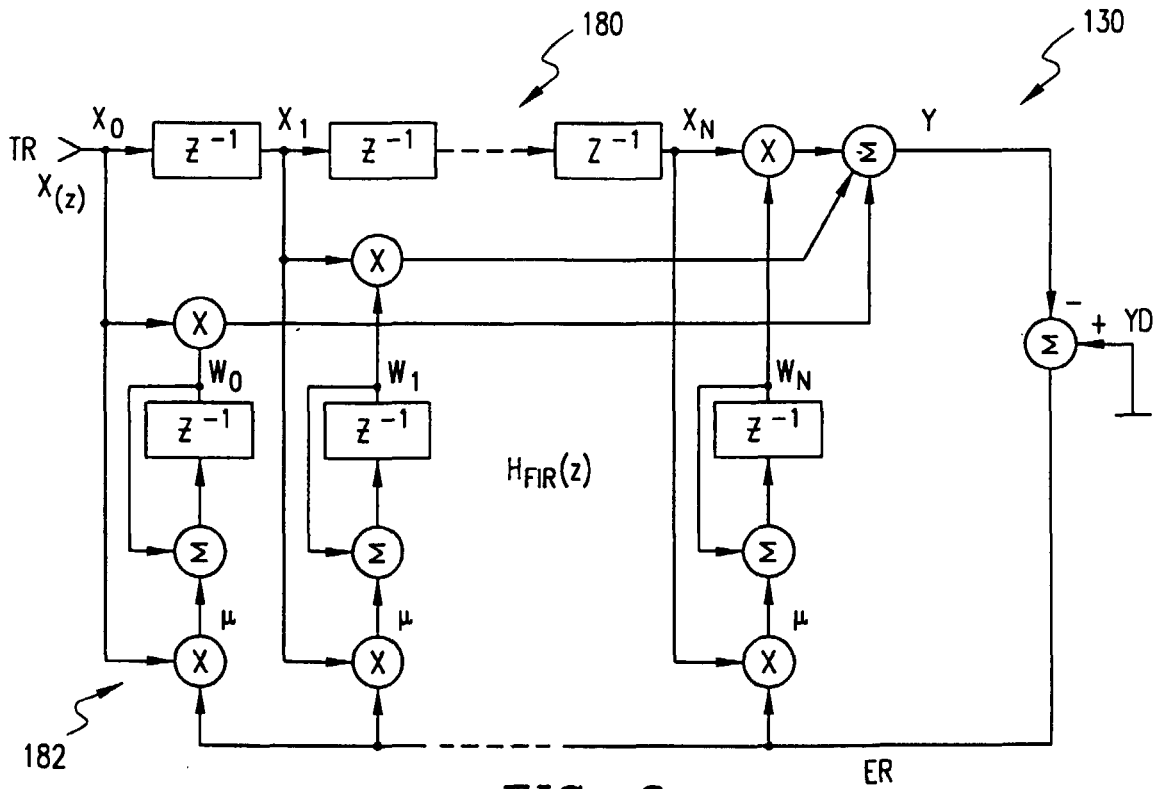 180
130
X0 X1 XN Y
TR Z⁻¹ Z⁻¹ Z⁻¹ X Σ
X(z)
X
X - + YD
Σ
W0 W1 WN
Z⁻¹ Z⁻¹ Z⁻¹
HFIR(z)
Σ Σ Σ
μ μ μ
X X X
182
ER